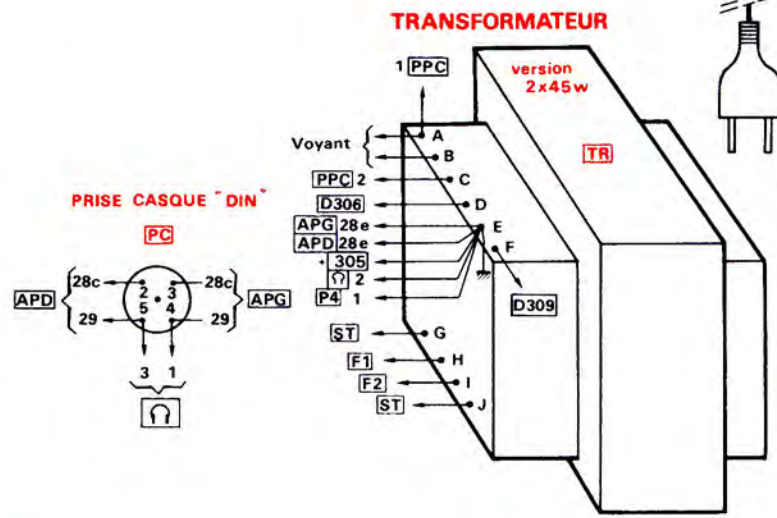 TRANSFORMATEUR
version
2x45w
TR
1 PPC
Voyant
A
B
PPC 2
C
D306
D
APG 28e
E
APD 28e
F
+ 305
Ω 2
P4 1
D309
ST
G
F1
H
F2
I
ST
J
PRISE CASQUE "DIN"
PC
APD
28c
2
3
28c
APG
29
5
4
29
3 1
Ω